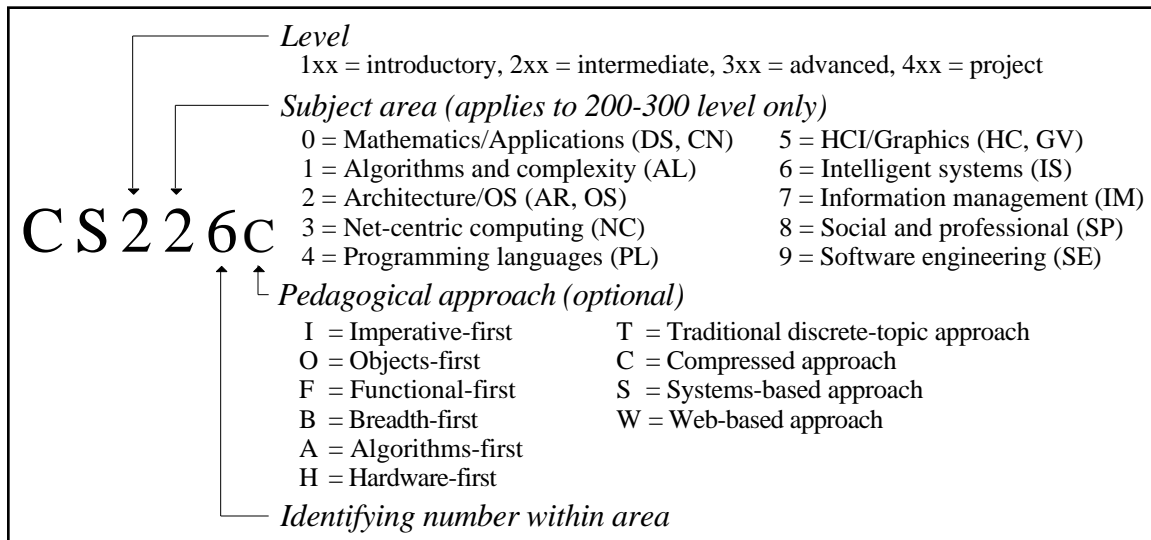 Level
1xx = introductory, 2xx = intermediate, 3xx = advanced, 4xx = project
Subject area (applies to 200-300 level only)
0 = Mathematics/Applications (DS, CN) 5 = HCI/Graphics (HC, GV)
1 = Algorithms and complexity (AL) 6 = Intelligent systems (IS)
2 = Architecture/OS (AR, OS) 7 = Information management (IM)
3 = Net-centric computing (NC) 8 = Social and professional (SP)
4 = Programming languages (PL) 9 = Software engineering (SE)
CS226C
Pedagogical approach (optional)
I = Imperative-first T = Traditional discrete-topic approach
O = Objects-first C = Compressed approach
F = Functional-first S = Systems-based approach
B = Breadth-first W = Web-based approach
A = Algorithms-first
H = Hardware-first
Identifying number within area